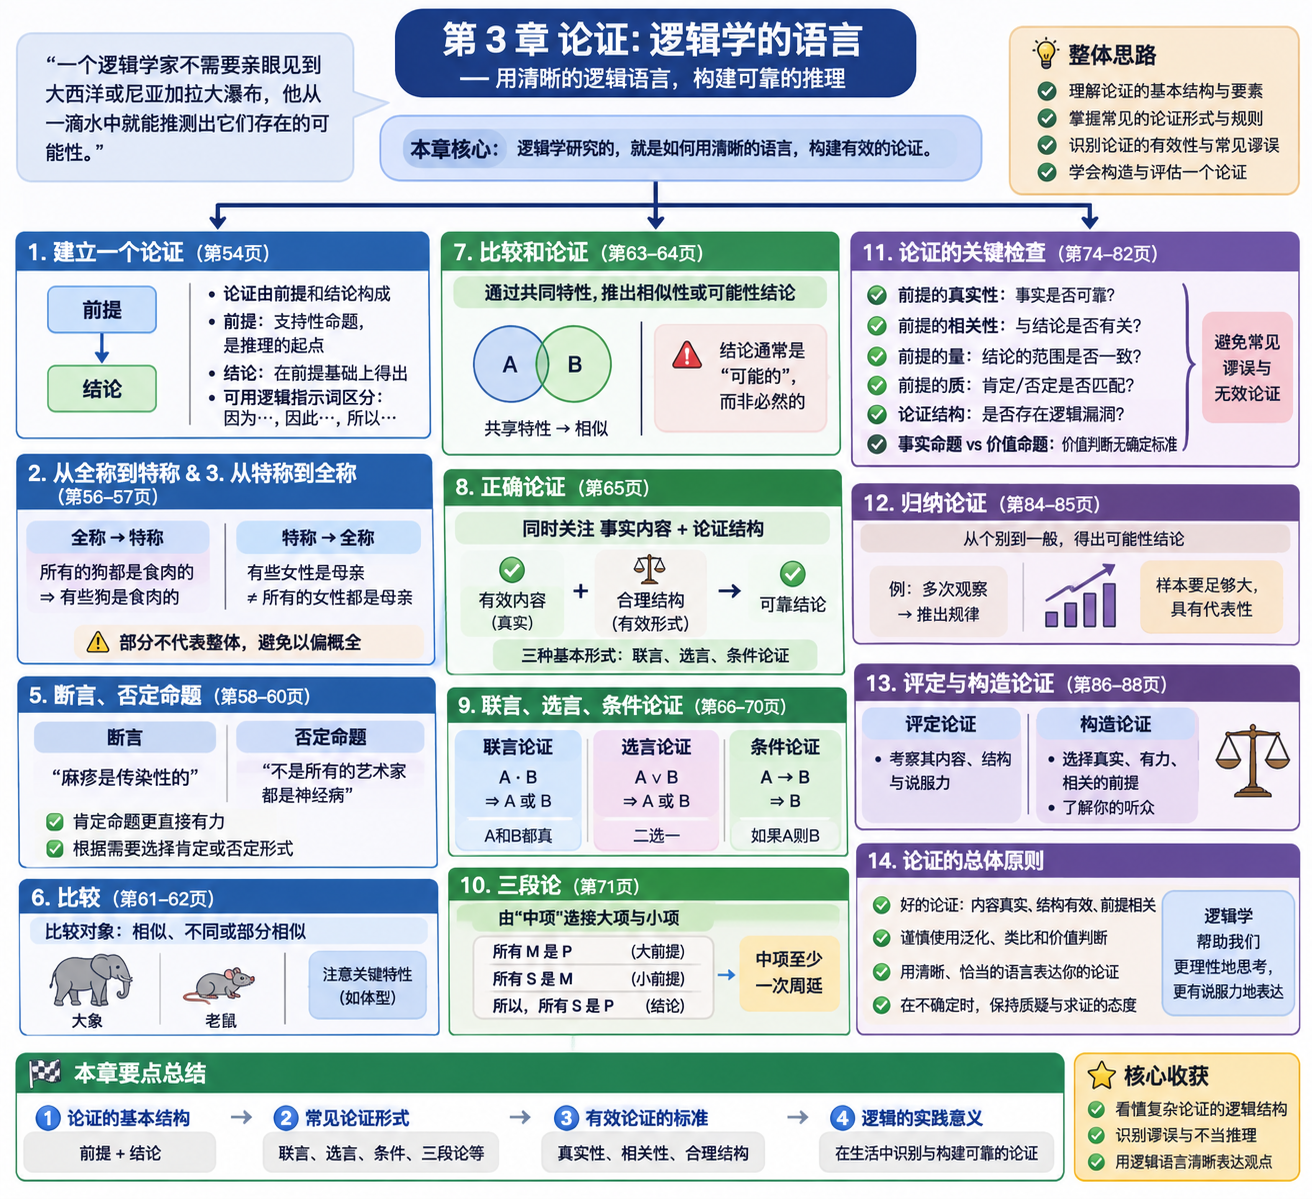 “一个逻辑学家不需要亲眼见到
大西洋或尼亚加拉大瀑布，他从
一滴水中就能推测出它们存在的可
能性。”
第 3 章 论证：逻辑学的语言
— 用清晰的逻辑语言，构建可靠的推理
本章核心： 逻辑学研究的，就是如何用清晰的语言，构建有效的论证。
整体思路
理解论证的基本结构与要素
掌握常见的论证形式与规则
识别论证的有效性与常见谬误
学会构造与评估一个论证
1. 建立一个论证（第54页）
前提
结论
• 论证由前提和结论构成
• 前提：支持性命题，
是推理的起点
• 结论：在前提基础上得出
• 可用逻辑指示词区分：
因为…，因此…，所以…
2. 从全称到特称 & 3. 从特称到全称
（第56–57页）
全称 → 特称
所有的狗都是食肉的
⇒ 有些狗是食肉的
特称 → 全称
有些女性是母亲
≠ 所有的女性都是母亲
部分不代表整体，避免以偏概全
5. 断言、否定命题（第58–60页）
断言
“麻疹是传染性的”
否定命题
“不是所有的艺术家
都是神经病”
肯定命题更直接有力
根据需要选择肯定或否定形式
6. 比较（第61–62页）
比较对象：相似、不同或部分相似
大象
老鼠
注意关键特性
（如体型）
7. 比较和论证（第63–64页）
通过共同特性，推出相似性或可能性结论
A
B
共享特性 → 相似
结论通常是
“可能的”，
而非必然的
8. 正确论证（第65页）
同时关注 事实内容 + 论证结构
有效内容
（真实）
+
合理结构
（有效形式）
→
可靠结论
三种基本形式：联言、选言、条件论证
9. 联言、选言、条件论证（第66–70页）
联言论证
A · B
⇒ A 或 B
A和B都真
选言论证
A ∨ B
⇒ A 或 B
二选一
条件论证
A → B
⇒ B
如果A则B
10. 三段论（第71页）
由“中项”连接大项与小项
所有 M 是 P （大前提）
所有 S 是 M （小前提）
所以，所有 S 是 P （结论）
中项至少
一次周延
11. 论证的关键检查（第74–82页）
前提的真实性：事实是否可靠？
前提的相关性：与结论是否有关？
前提的量：结论的范围是否一致？
前提的质：肯定/否定是否匹配？
论证结构：是否存在逻辑漏洞？
事实命题 vs 价值命题：价值判断无确定标准
避免常见
谬误与
无效论证
12. 归纳论证（第84–85页）
从个别到一般，得出可能性结论
例：多次观察
→ 推出规律
样本要足够大，
具有代表性
13. 评定与构造论证（第86–88页）
评定论证
• 考察其内容、结构
与说服力
构造论证
• 选择真实、有力、
相关的前提
• 了解你的听众
14. 论证的总体原则
好的论证：内容真实、结构有效、前提相关
谨慎使用泛化、类比和价值判断
用清晰、恰当的语言表达你的论证
在不确定时，保持质疑与求证的态度
逻辑学
帮助我们
更理性地思考，
更有说服力地表达
本章要点总结
1 论证的基本结构
前提 + 结论
2 常见论证形式
联言、选言、条件、三段论等
3 有效论证的标准
真实性、相关性、合理结构
4 逻辑的实践意义
在生活中识别与构建可靠的论证
核心收获
看懂复杂论证的逻辑结构
识别谬误与不当推理
用逻辑语言清晰表达观点